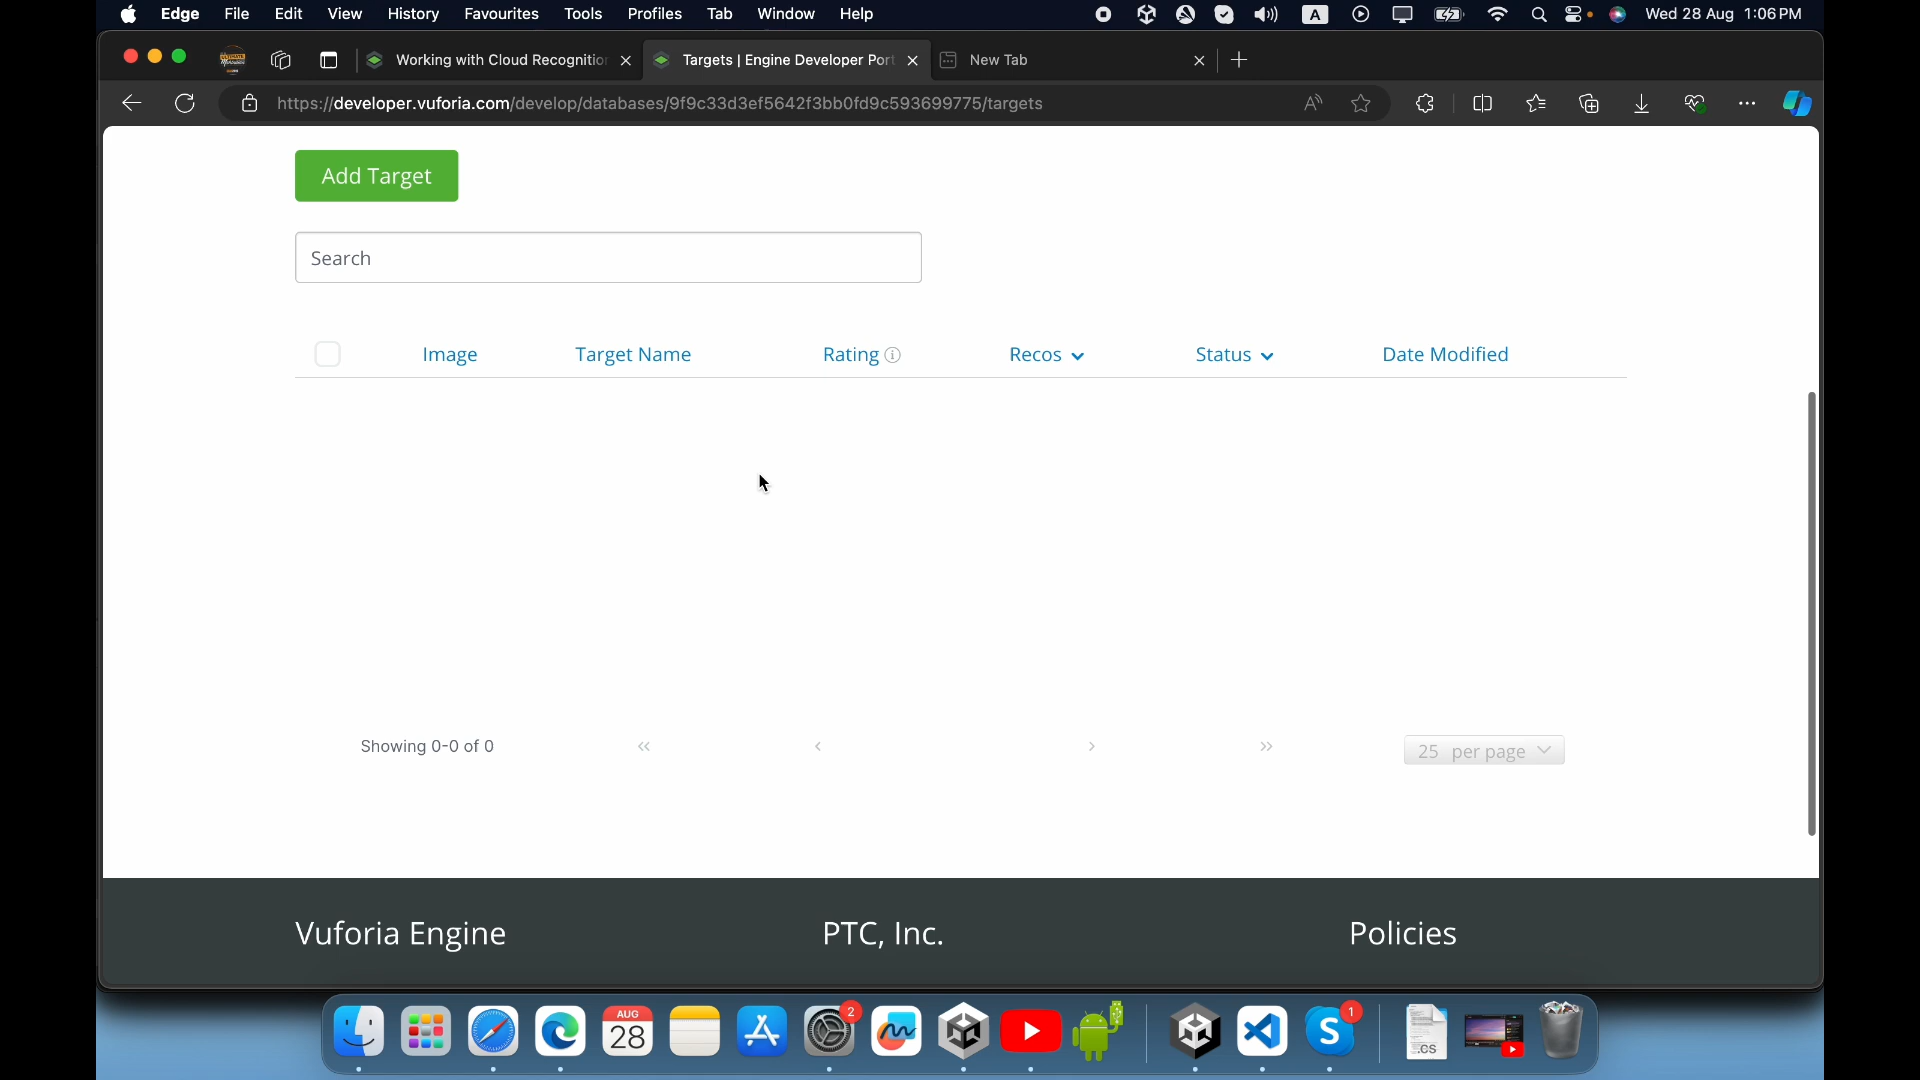 Edge File Edit View History Favourites Tools Profiles Tab Window Help A Wed 28 Aug 1:06 PM
Working with Cloud Recognitio Targets | Engine Developer Port New Tab
https://developer.vuforia.com/develop/databases/9f9c33d3ef5642f3bb0fd9c593699775/targets
Add Target
Search
Image Target Name Rating Recos Status Date Modified
Showing 0-0 of 0 25 per page
Vuforia Engine PTC, Inc. Policies
AUG 2 1
28 .CS